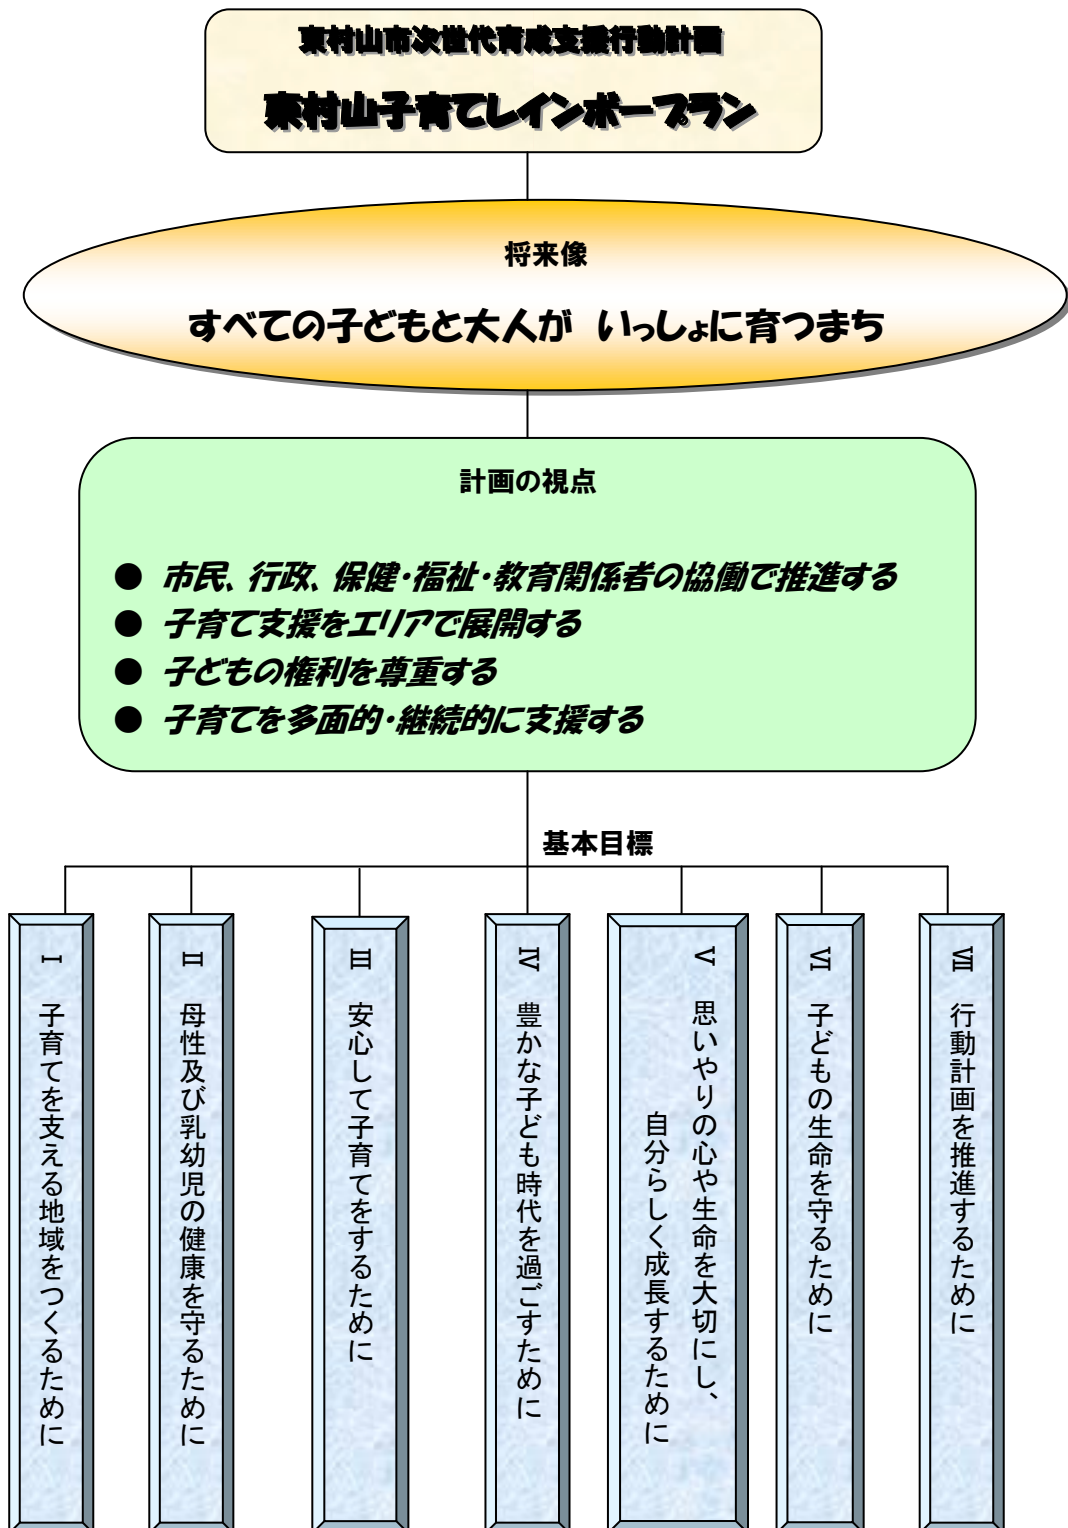 東村山市次世代育成支援行動計画
東村山子育てレインボープラン
将来像
すべての子どもと大人が いっしょに育つまち
計画の視点
● 市民、行政、保健・福祉・教育関係者の協働で推進する
● 子育て支援をエリアで展開する
● 子どもの権利を尊重する
● 子育てを多面的・継続的に支援する
基本目標
Ⅰ 子育てを支える地域をつくるために
Ⅱ 母性及び乳幼児の健康を守るために
Ⅲ 安心して子育てをするために
Ⅳ 豊かな子ども時代を過ごすために
Ⅴ 思いやりの心や生命を大切にし、
自分らしく成長するために
Ⅵ 子どもの生命を守るために
Ⅶ 行動計画を推進するために